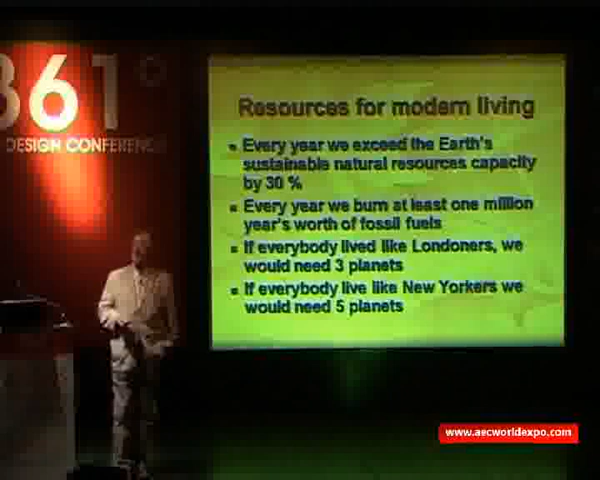 361°
DESIGN CONFERENCE
Resources for modern living
Every year we exceed the Earth's
sustainable natural resources capacity
by 30 %
Every year we burn at least one million
year's worth of fossil fuels
If everybody lived like Londoners, we
would need 3 planets
If everybody live like New Yorkers we
would need 5 planets
www.aecworldexpo.com